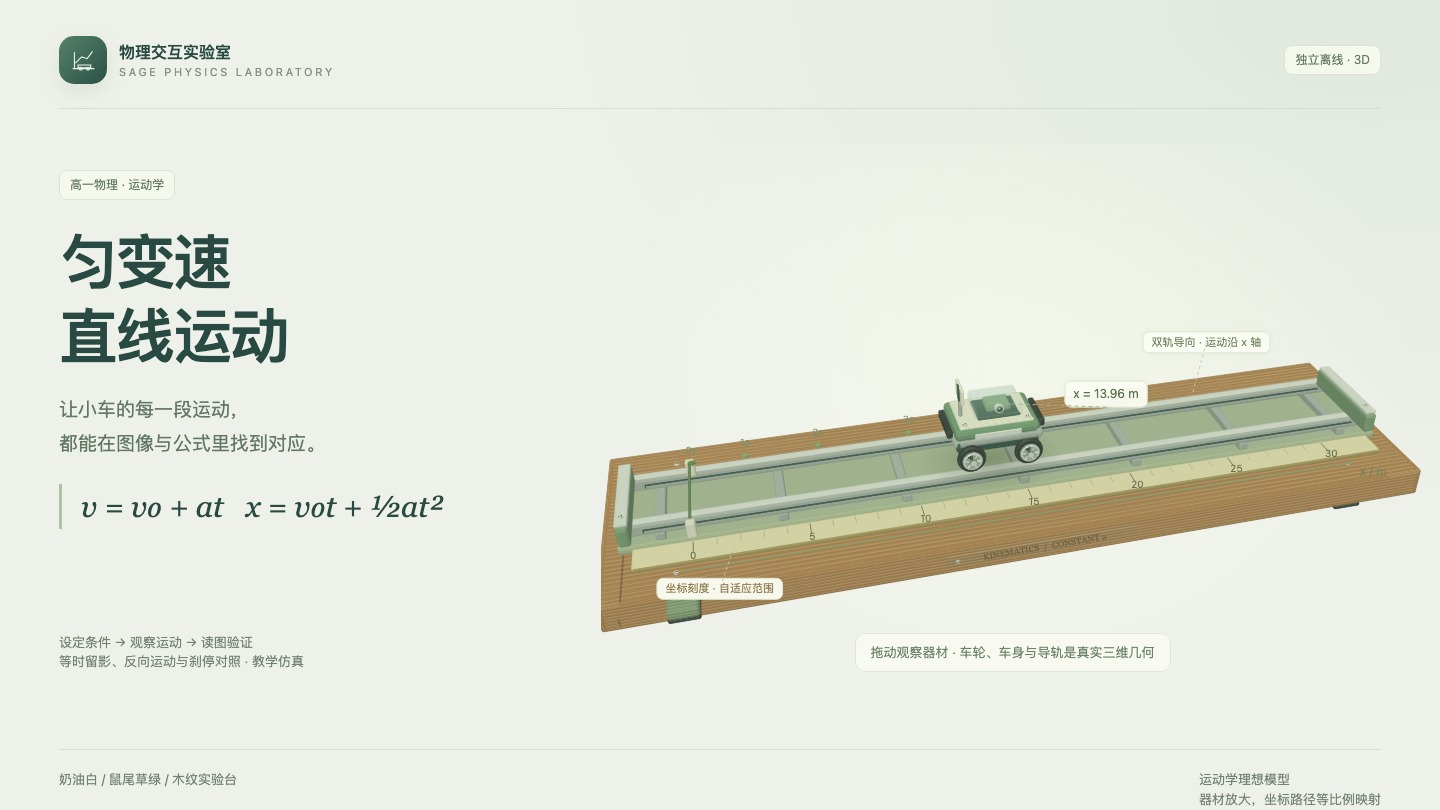 物理交互实验室
SAGE PHYSICS LABORATORY
独立离线 · 3D
高一物理 · 运动学
匀变速
直线运动
让小车的每一段运动，
都能在图像与公式里找到对应。
v = v₀ + at x = v₀t + ½at²
设定条件 → 观察运动 → 读图验证
等时留影、反向运动与刹停对照 · 教学仿真
双轨导向 · 运动沿 x 轴
x = 13.96 m
x / m
0 5 10 15 20 25 30
KINEMATICS / CONSTANT a
坐标刻度 · 自适应范围
拖动观察器材 · 车轮、车身与导轨是真实三维几何
奶油白 / 鼠尾草绿 / 木纹实验台
运动学理想模型
器材放大，坐标路径等比例映射